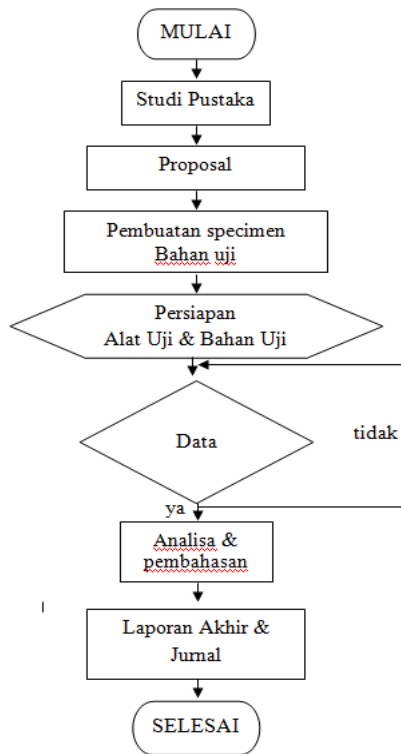 MULAI
Studi Pustaka
Proposal
Pembuatan specimen
Bahan uji
Persiapan
Alat Uji & Bahan Uji
Data
tidak
ya
Analisa &
pembahasan
Laporan Akhir &
Jurnal
SELESAI